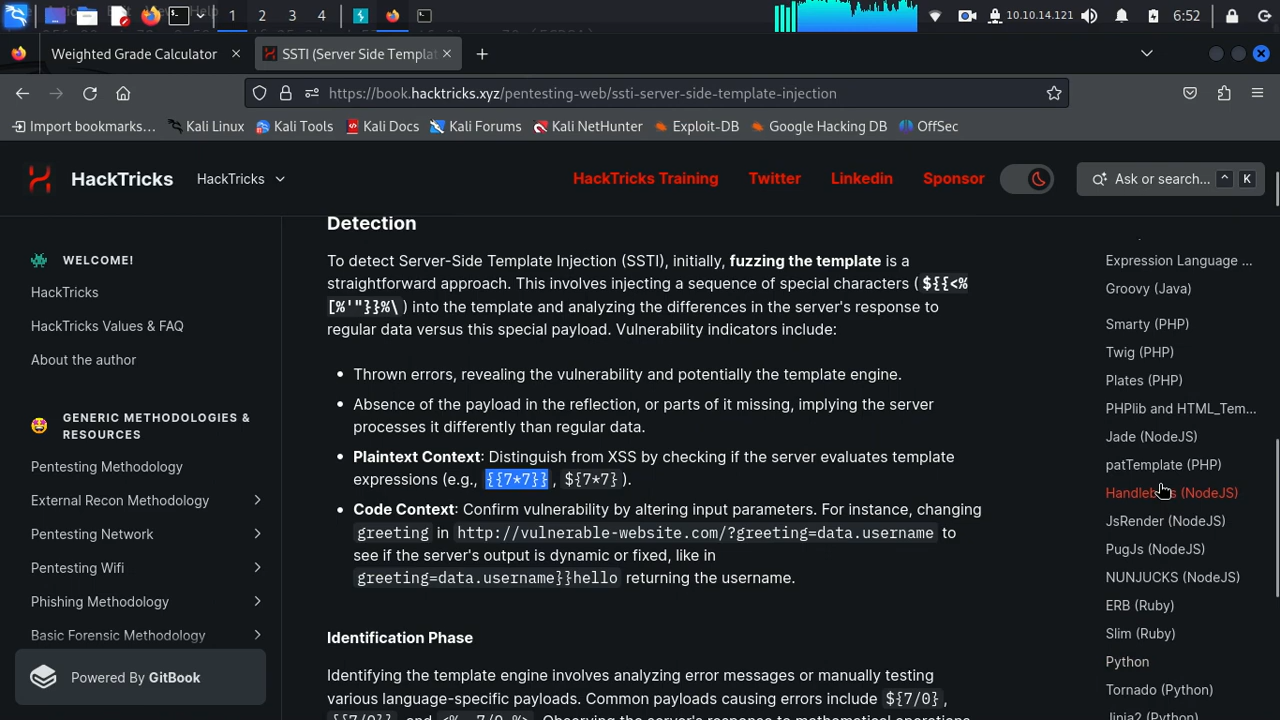 1
2
3
4
10.10.14.121
6:52
Weighted Grade Calculator
SSTI (Server Side Templat
https://book.hacktricks.xyz/pentesting-web/ssti-server-side-template-injection
Import bookmarks...
Kali Linux
Kali Tools
Kali Docs
Kali Forums
Kali NetHunter
Exploit-DB
Google Hacking DB
OffSec
HackTricks
HackTricks
HackTricks Training
Twitter
Linkedin
Sponsor
Ask or search...
^
K
WELCOME!
HackTricks
HackTricks Values & FAQ
About the author
GENERIC METHODOLOGIES &
RESOURCES
Pentesting Methodology
External Recon Methodology
Pentesting Network
Pentesting Wifi
Phishing Methodology
Basic Forensic Methodology
Powered By GitBook
Detection
To detect Server-Side Template Injection (SSTI), initially, fuzzing the template is a
straightforward approach. This involves injecting a sequence of special characters ( ${{<%
[%'"}}%\ ) into the template and analyzing the differences in the server's response to
regular data versus this special payload. Vulnerability indicators include:
• Thrown errors, revealing the vulnerability and potentially the template engine.
• Absence of the payload in the reflection, or parts of it missing, implying the server
processes it differently than regular data.
• Plaintext Context: Distinguish from XSS by checking if the server evaluates template
expressions (e.g., {{7*7}} , ${7*7} ).
• Code Context: Confirm vulnerability by altering input parameters. For instance, changing
greeting in http://vulnerable-website.com/?greeting=data.username to
see if the server's output is dynamic or fixed, like in
greeting=data.username}}hello returning the username.
Identification Phase
Identifying the template engine involves analyzing error messages or manually testing
various language-specific payloads. Common payloads causing errors include ${7/0} ,
Expression Language ...
Groovy (Java)
Smarty (PHP)
Twig (PHP)
Plates (PHP)
PHPlib and HTML_Tem...
Jade (NodeJS)
patTemplate (PHP)
Handlebars (NodeJS)
JsRender (NodeJS)
PugJs (NodeJS)
NUNJUCKS (NodeJS)
ERB (Ruby)
Slim (Ruby)
Python
Tornado (Python)
Jinja2 (Python)